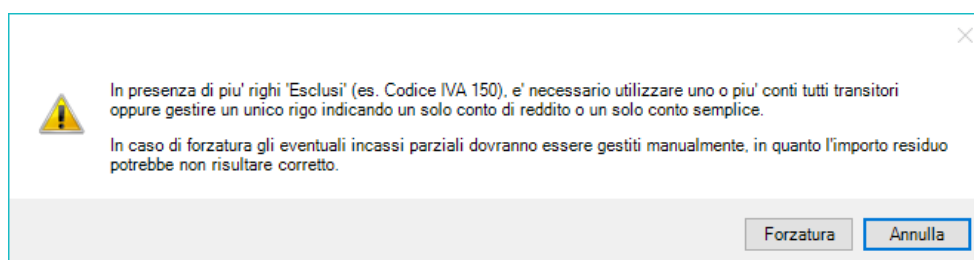 In presenza di piu' righi 'Esclusi' (es. Codice IVA 150), e' necessario utilizzare uno o piu' conti tutti transitori
oppure gestire un unico rigo indicando un solo conto di reddito o un solo conto semplice.
In caso di forzatura gli eventuali incassi parziali dovranno essere gestiti manualmente, in quanto l'importo residuo
potrebbe non risultare corretto.
Forzatura
Annulla